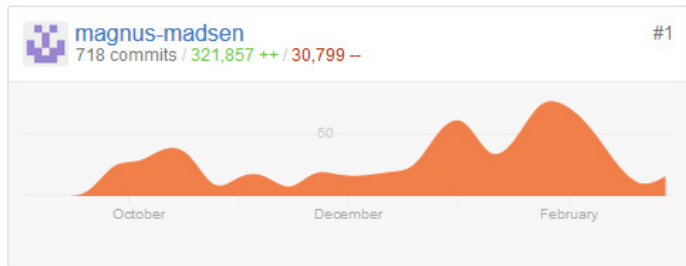 magnus-madsen #1
718 commits / 321,857 ++ / 30,799 --
50
October December February